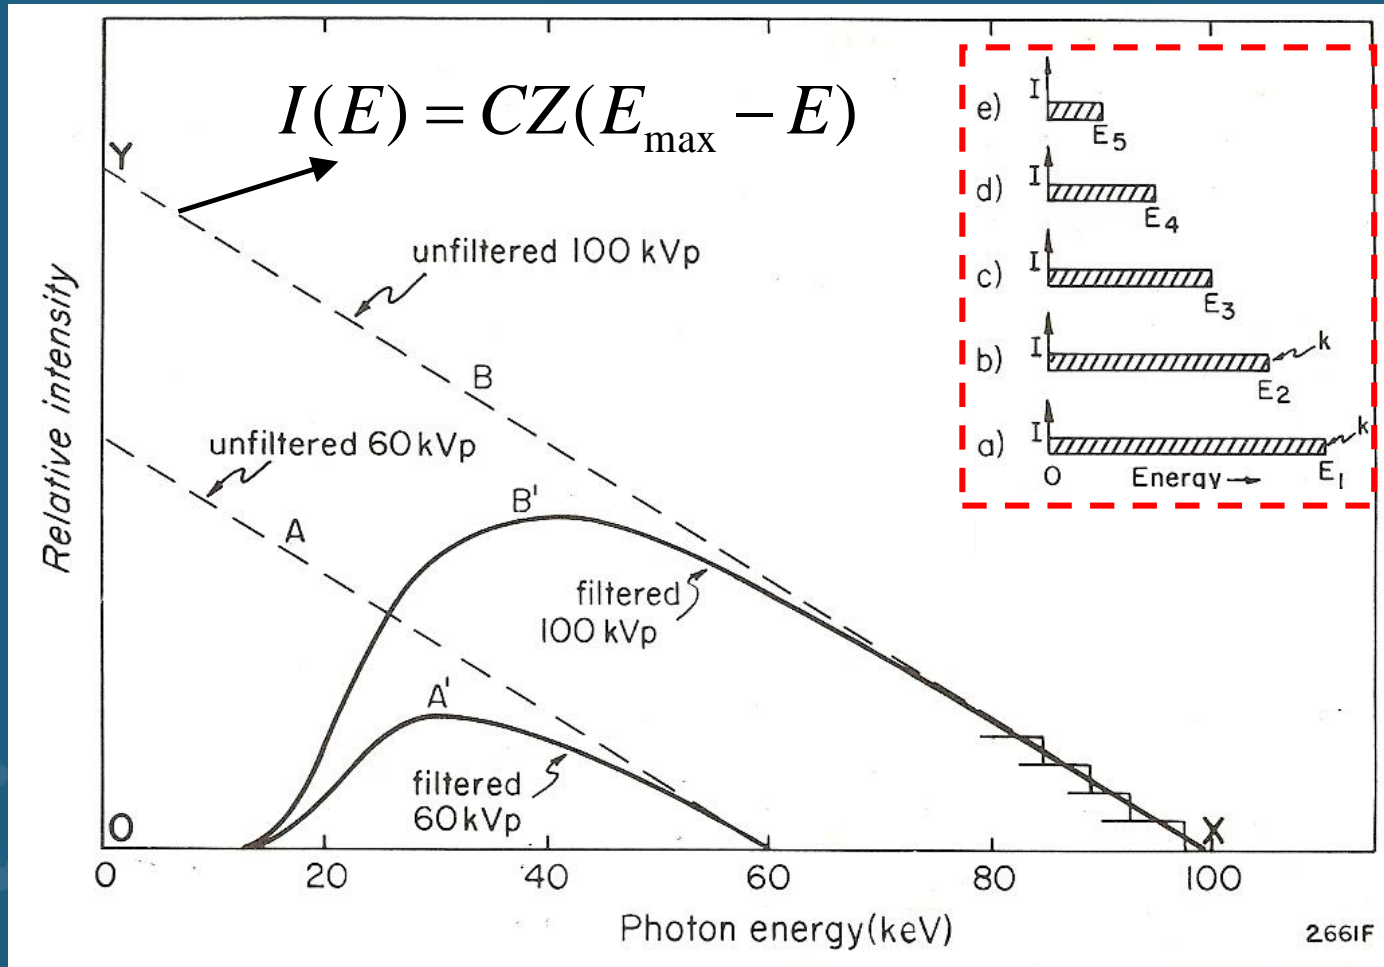 I(E) = CZ(E_max − E)
Y
unfiltered 100 kVp
B
unfiltered 60 kVp
A
B'
filtered
100 kVp
A'
filtered
60 kVp
O
X
Relative intensity
0 20 40 60 80 100
Photon energy (keV)
2661F
e) I
E5
d) I
E4
c) I
E3
b) I k
E2
a) I k
O Energy → E1